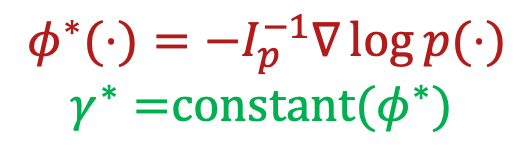 ϕ*(·) = −I_p^{-1}∇ log p(·)
γ* =constant(ϕ*)